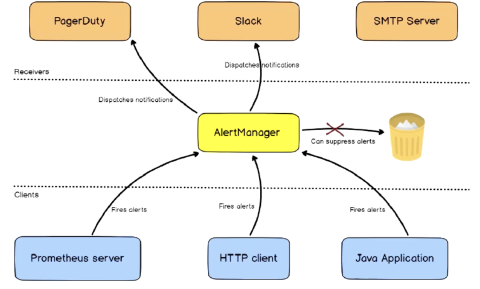 PagerDuty
Slack
SMTP Server
Dispatches notifications
Receivers
Dispatches notifications
AlertManager
Can suppress alerts
Clients
Fires alerts
Fires alerts
Fires alerts
Prometheus server
HTTP client
Java Application